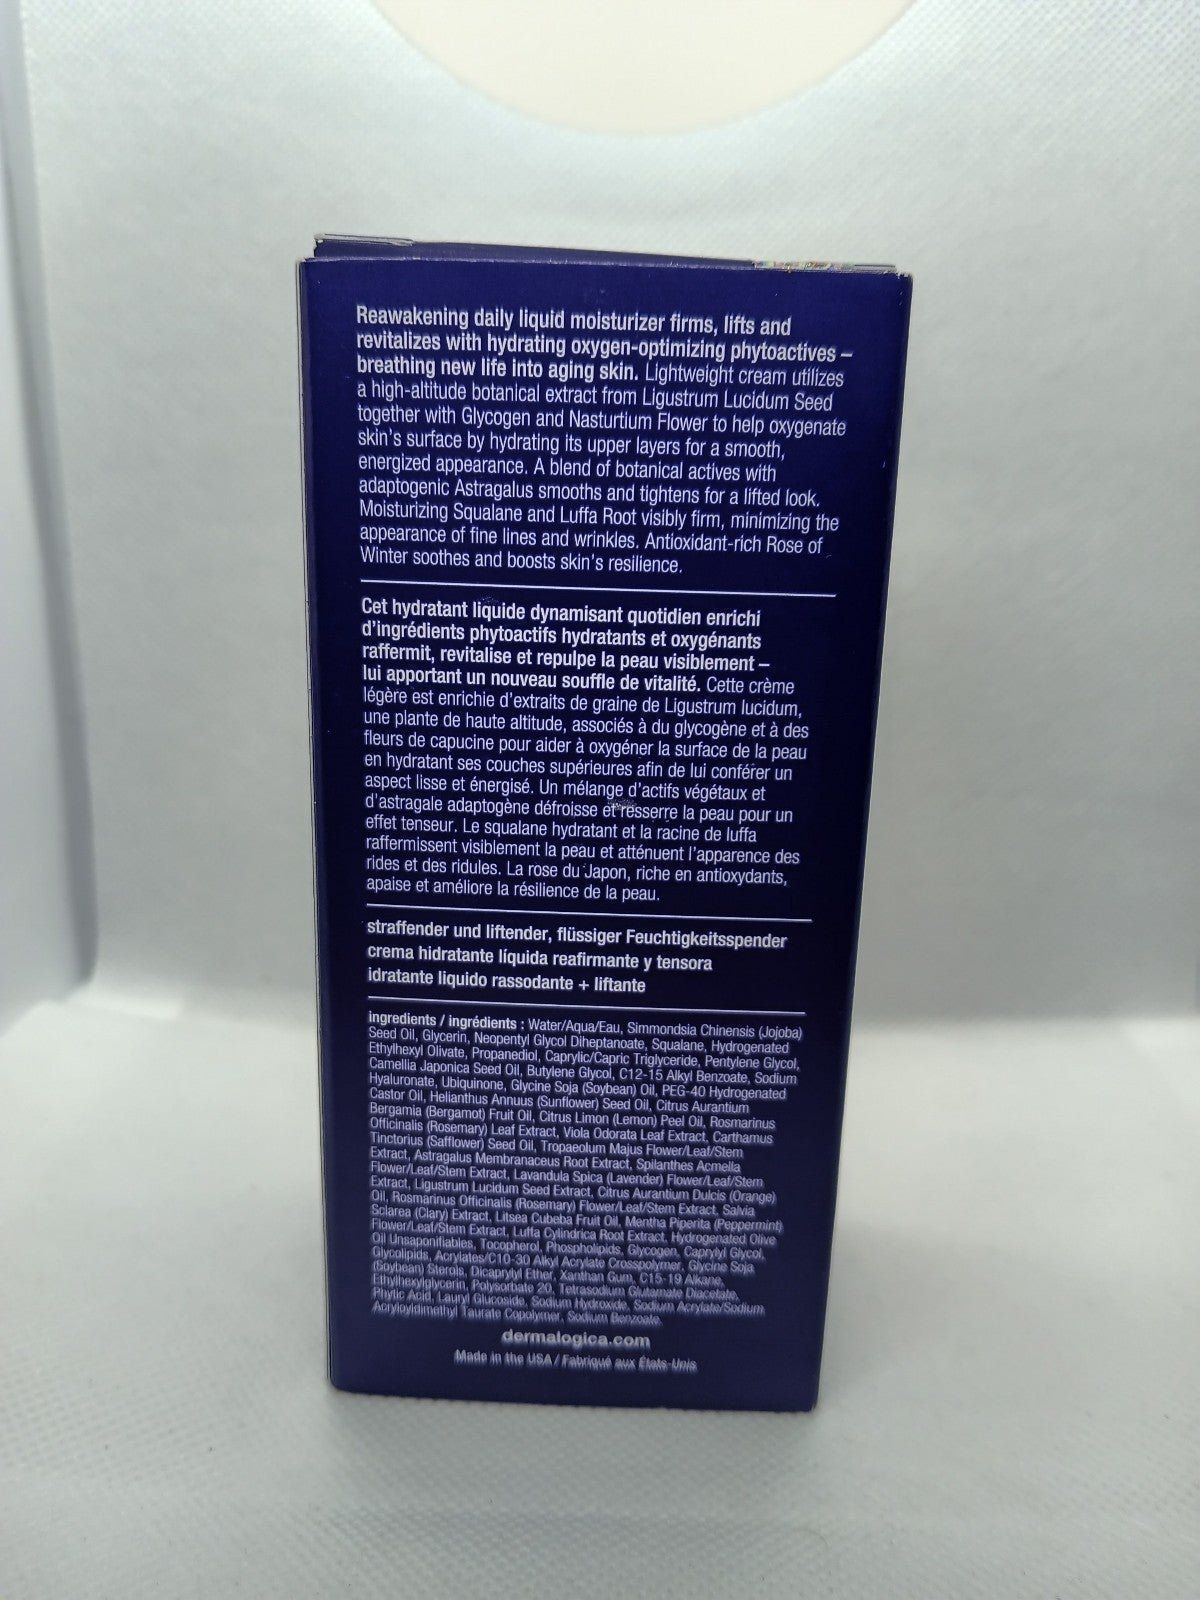 Reawakening daily liquid moisturizer firms, lifts and
revitalizes with hydrating oxygen-optimizing phytoactives –
breathing new life into aging skin. Lightweight cream utilizes
a high-altitude botanical extract from Ligustrum Lucidum Seed
together with Glycogen and Nasturtium Flower to help oxygenate
skin's surface by hydrating its upper layers for a smooth,
energized appearance. A blend of botanical actives with
adaptogenic Astragalus smooths and tightens for a lifted look.
Moisturizing Squalane and Luffa Root visibly firm, minimizing the
appearance of fine lines and wrinkles. Antioxidant-rich Rose of
Winter soothes and boosts skin's resilience.
Cet hydratant liquide dynamisant quotidien enrichi
d'ingrédients phytoactifs hydratants et oxygénants
raffermit, revitalise et repulpe la peau visiblement –
lui apportant un nouveau souffle de vitalité. Cette crème
légère est enrichie d'extraits de graine de Ligustrum lucidum,
une plante de haute altitude, associés à du glycogène et à des
fleurs de capucine pour aider à oxygéner la surface de la peau
en hydratant ses couches supérieures afin de lui conférer un
aspect lisse et énergisé. Un mélange d'actifs végétaux et
d'astragale adaptogène défroisse et resserre la peau pour un
effet tenseur. Le squalane hydratant et la racine de luffa
raffermissent visiblement la peau et atténuent l'apparence des
rides et des ridules. La rose du Japon, riche en antioxydants,
apaise et améliore la résilience de la peau.
straffender und liftender, flüssiger Feuchtigkeitsspender
crema hidratante líquida reafirmante y tensora
idratante liquido rassodante + liftante
ingredients / ingrédients : Water/Aqua/Eau, Simmondsia Chinensis (Jojoba)
Seed Oil, Glycerin, Neopentyl Glycol Diheptanoate, Squalane, Hydrogenated
Ethylhexyl Olivate, Propanediol, Caprylic/Capric Triglyceride, Pentylene Glycol,
Camellia Japonica Seed Oil, Butylene Glycol, C12-15 Alkyl Benzoate, Sodium
Hyaluronate, Ubiquinone, Glycine Soja (Soybean) Oil, PEG-40 Hydrogenated
Castor Oil, Helianthus Annuus (Sunflower) Seed Oil, Citrus Aurantium
Bergamia (Bergamot) Fruit Oil, Citrus Limon (Lemon) Peel Oil, Rosmarinus
Officinalis (Rosemary) Leaf Extract, Viola Odorata Leaf Extract, Carthamus
Tinctorius (Safflower) Seed Oil, Tropaeolum Majus Flower/Leaf/Stem
Extract, Astragalus Membranaceus Root Extract, Spilanthes Acmella
Flower/Leaf/Stem Extract, Lavandula Spica (Lavender) Flower/Leaf/Stem
Extract, Ligustrum Lucidum Seed Extract, Citrus Aurantium Dulcis (Orange)
Oil, Rosmarinus Officinalis (Rosemary) Flower/Leaf/Stem Extract, Salvia
Sclarea (Clary) Extract, Litsea Cubeba Fruit Oil, Mentha Piperita (Peppermint)
Flower/Leaf/Stem Extract, Luffa Cylindrica Root Extract, Hydrogenated Olive
Oil Unsaponifiables, Tocopherol, Phospholipids, Glycogen, Caprylyl Glycol,
Glycolipids, Acrylates/C10-30 Alkyl Acrylate Crosspolymer, Glycine Soja
(Soybean) Sterols, Dicaprylyl Ether, Xanthan Gum, C15-19 Alkane,
Ethylhexylglycerin, Polysorbate 20, Tetrasodium Glutamate Diacetate,
Phytic Acid, Lauryl Glucoside, Sodium Hydroxide, Sodium Acrylate/Sodium
Acryloyldimethyl Taurate Copolymer, Sodium Benzoate.
dermalogica.com
Made in the USA / Fabriqué aux États-Unis